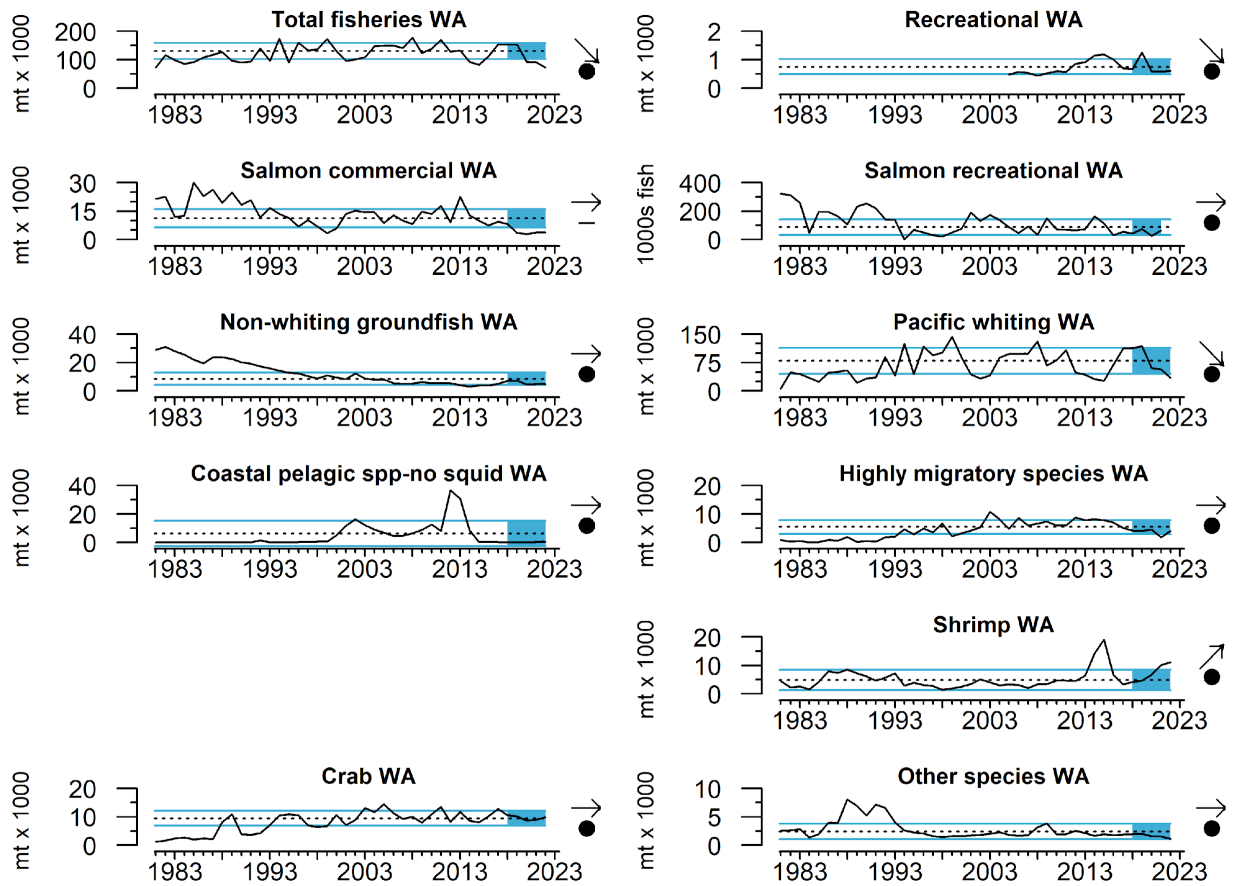 Total fisheries WA
mt x 1000
200
100
0
1983 1993 2003 2013 2023
Recreational WA
mt x 1000
2
1
0
1983 1993 2003 2013 2023
Salmon commercial WA
mt x 1000
30
15
0
1983 1993 2003 2013 2023
Salmon recreational WA
1000s fish
400
200
0
1983 1993 2003 2013 2023
Non-whiting groundfish WA
mt x 1000
40
20
0
1983 1993 2003 2013 2023
Pacific whiting WA
mt x 1000
150
75
0
1983 1993 2003 2013 2023
Coastal pelagic spp-no squid WA
mt x 1000
40
20
0
1983 1993 2003 2013 2023
Highly migratory species WA
mt x 1000
20
10
0
1983 1993 2003 2013 2023
Shrimp WA
mt x 1000
20
10
0
1983 1993 2003 2013 2023
Crab WA
mt x 1000
20
10
0
1983 1993 2003 2013 2023
Other species WA
mt x 1000
10
5
0
1983 1993 2003 2013 2023